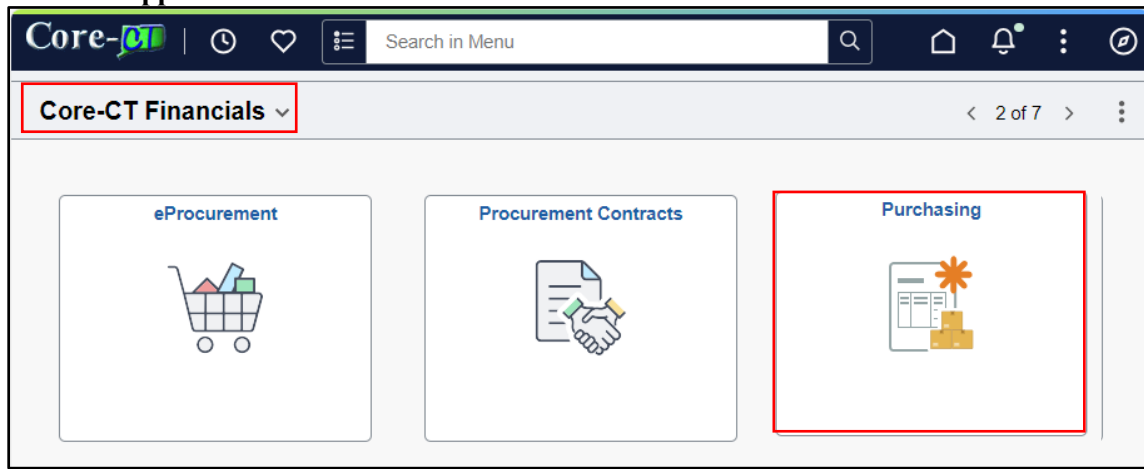 Core-CT
Search in Menu
Core-CT Financials
2 of 7
eProcurement
Procurement Contracts
Purchasing